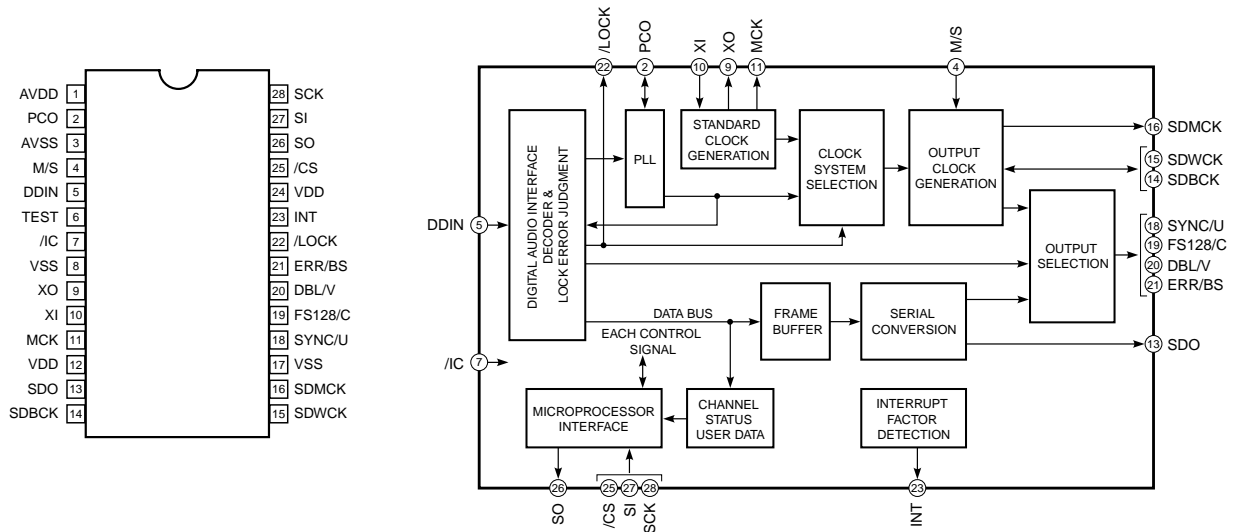 AVDD 1
PCO 2
AVSS 3
M/S 4
DDIN 5
TEST 6
/IC 7
VSS 8
XO 9
XI 10
MCK 11
VDD 12
SDO 13
SDBCK 14
28 SCK
27 SI
26 SO
25 /CS
24 VDD
23 INT
22 /LOCK
21 ERR/BS
20 DBL/V
19 FS128/C
18 SYNC/U
17 VSS
16 SDMCK
15 SDWCK
/LOCK
22
PCO
2
XI
10
XO
9
MCK
11
M/S
4
DDIN 5
/IC 7
DIGITAL AUDIO INTERFACE
DECODER &
LOCK ERROR JUDGMENT
PLL
STANDARD
CLOCK
GENERATION
CLOCK
SYSTEM
SELECTION
OUTPUT
CLOCK
GENERATION
OUTPUT
SELECTION
16 SDMCK
15 SDWCK
14 SDBCK
18 SYNC/U
19 FS128/C
20 DBL/V
21 ERR/BS
13 SDO
DATA BUS
EACH CONTROL
SIGNAL
FRAME
BUFFER
SERIAL
CONVERSION
MICROPROCESSOR
INTERFACE
CHANNEL
STATUS
USER DATA
INTERRUPT
FACTOR
DETECTION
26
SO
25
/CS
27
SI
28
SCK
23
INT